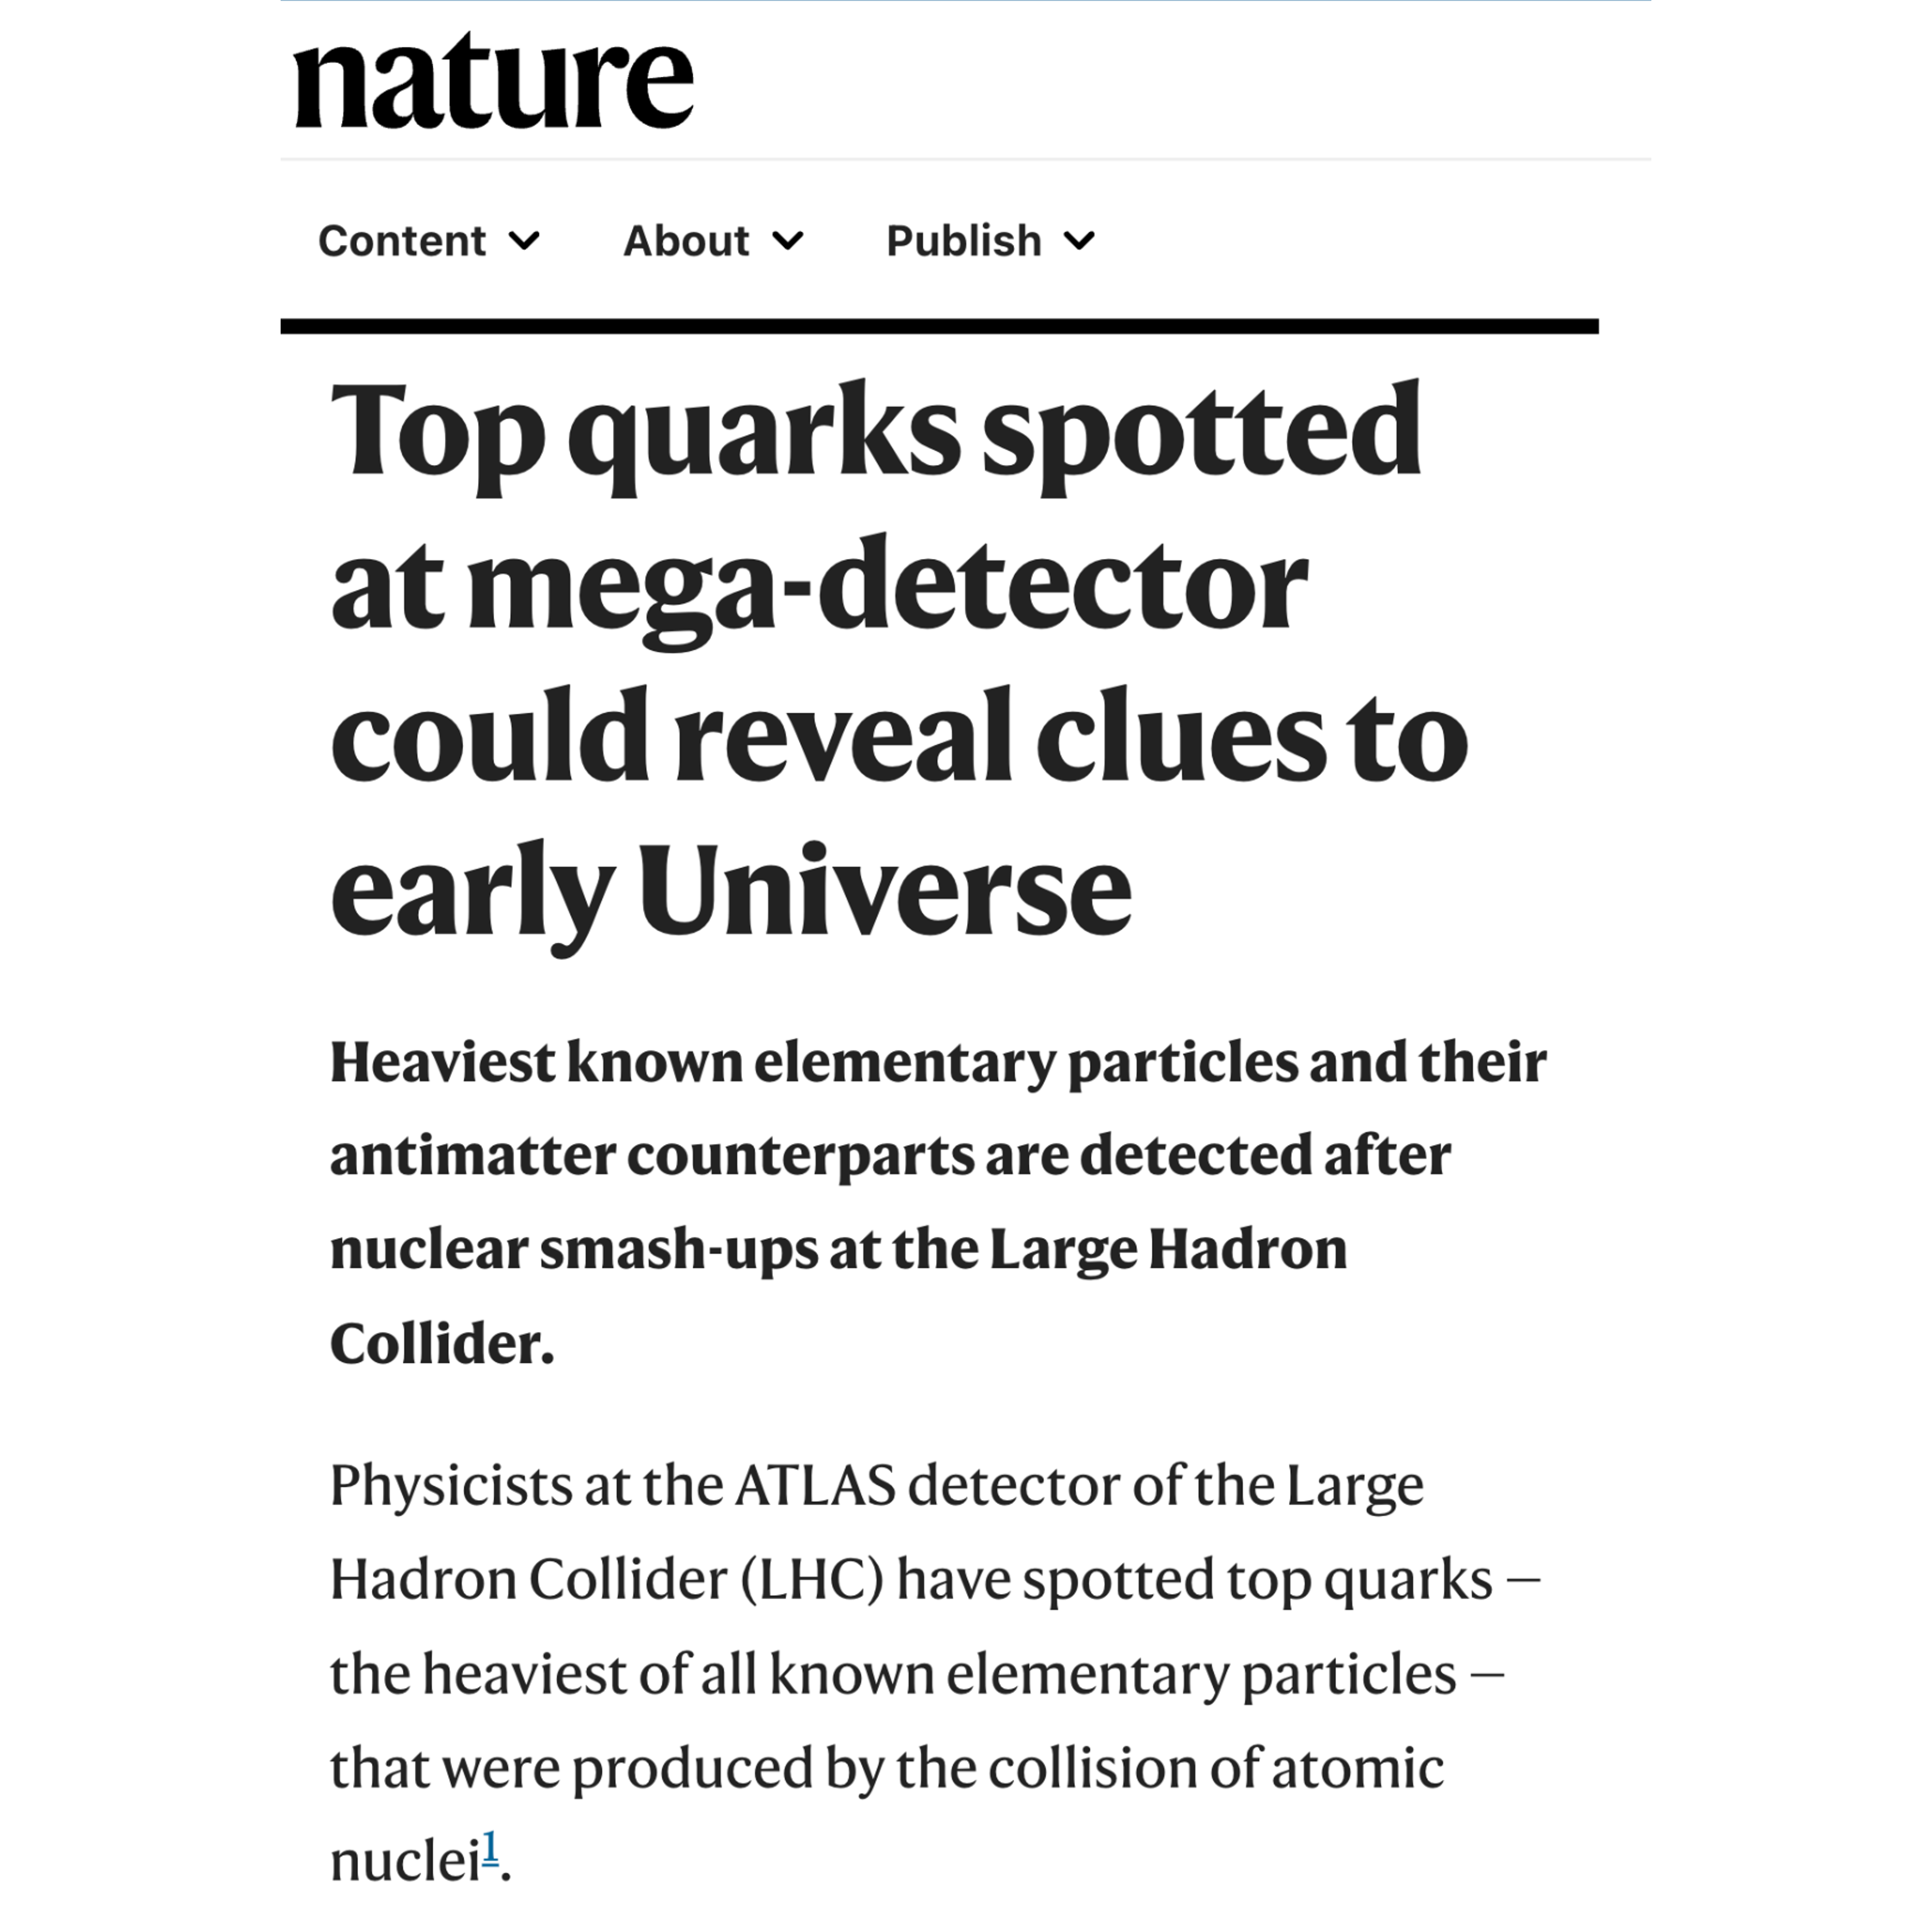 nature
Content About Publish
Top quarks spotted
at mega-detector
could reveal clues to
early Universe
Heaviest known elementary particles and their
antimatter counterparts are detected after
nuclear smash-ups at the Large Hadron
Collider.
Physicists at the ATLAS detector of the Large
Hadron Collider (LHC) have spotted top quarks —
the heaviest of all known elementary particles —
that were produced by the collision of atomic
nuclei1.